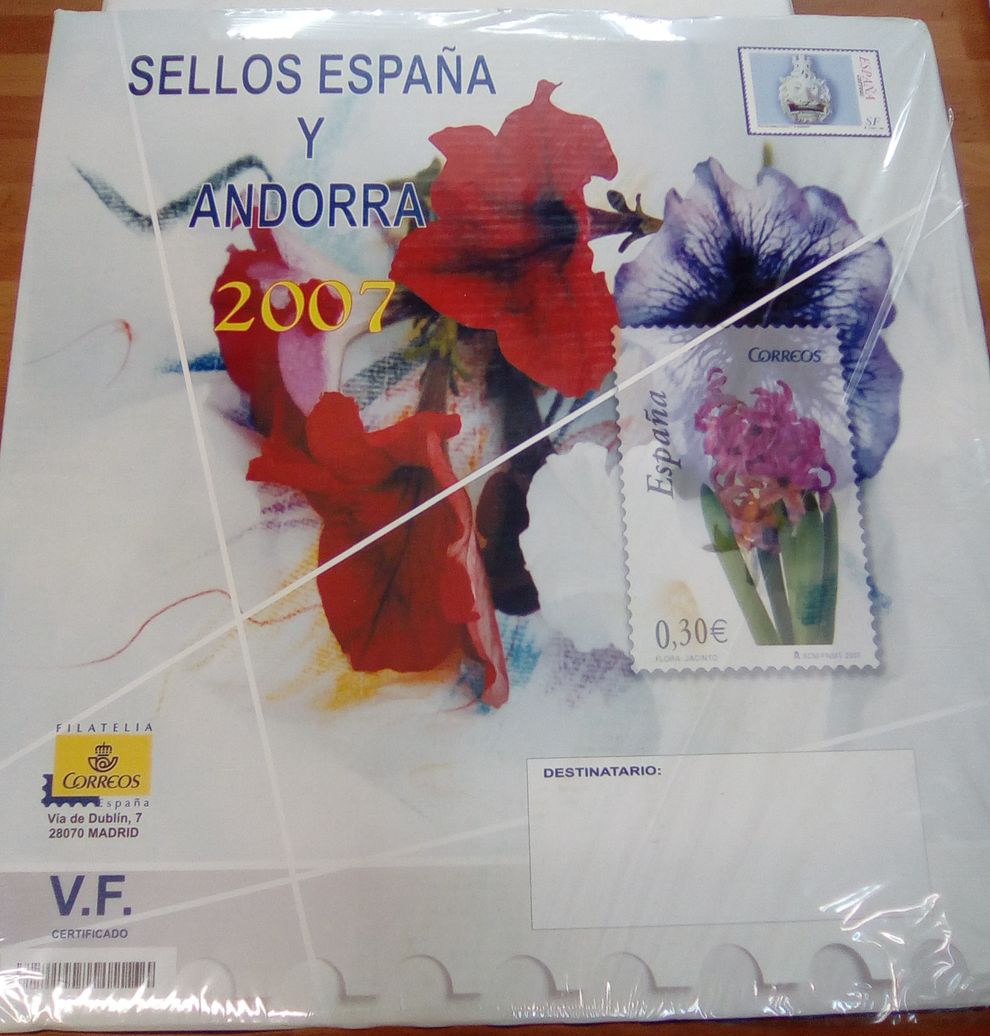 SELLOS ESPAÑA
Y
ANDORRA
2007
ESPAÑA
CORREOS
España
0,30€
FLORA: JACINTO
FILATELIA
CORREOS
España
Vía de Dublín, 7
28070 MADRID
DESTINATARIO:
V.F.
CERTIFICADO